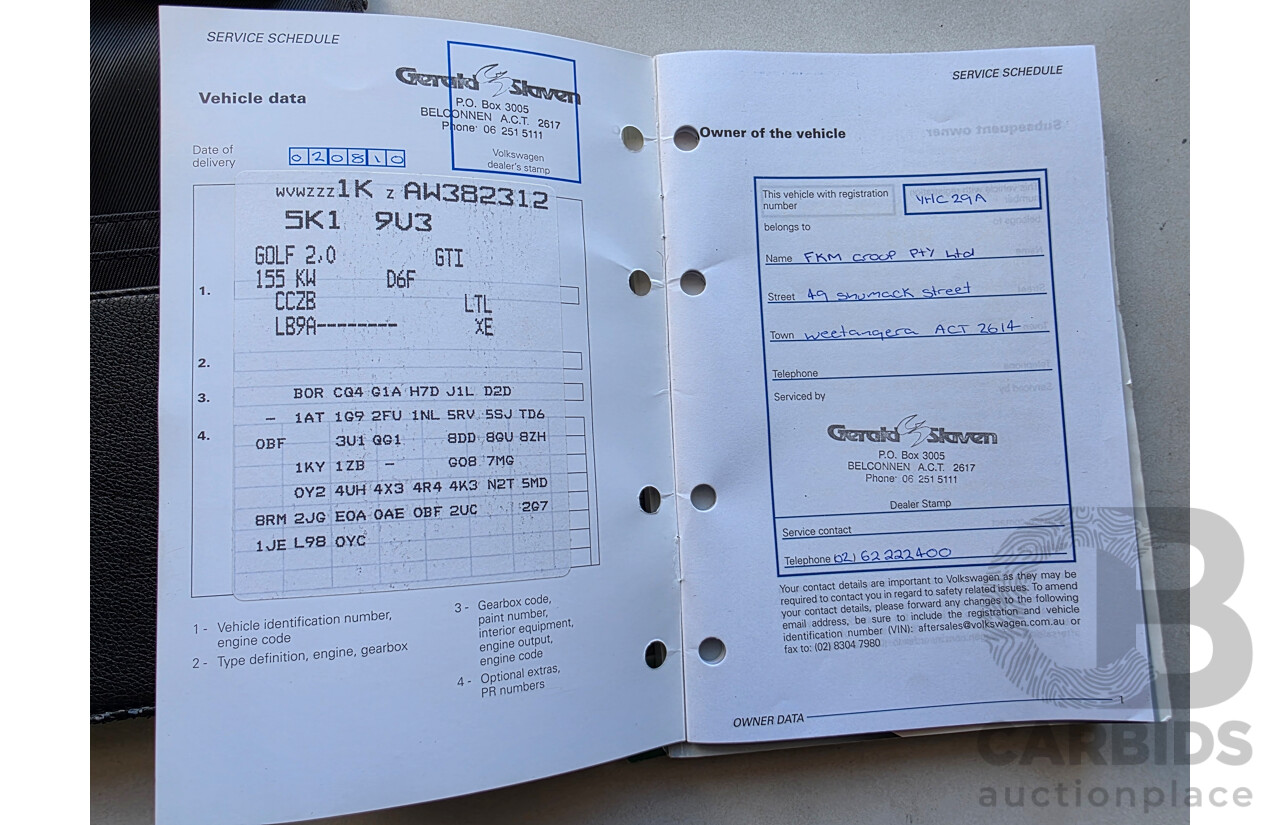 SERVICE SCHEDULE
Gerald Slaven
Vehicle data
P.O. Box 3005
BELCONNEN A.C.T. 2617
Phone 06 251 5111
Volkswagen
dealer's stamp
Date of
delivery
020810
WVWZZZ1K Z AW382312
5K1 9U3
GOLF 2.0 GTI
155 KW D6F
1.
CCZB LTL
LB9A-------- XE
2.
3.
BOR CQ4 G1A H7D J1L D2D
- 1AT 1G9 2FU 1NL 5RV 5SJ TD6
4.
0BF 3U1 QG1 8DD 8GU 8ZH
1KY 1ZB - G08 7MG
0Y2 4UH 4X3 4R4 4K3 N2T 5MD
8RM 2JG E0A 0AE 0BF 2UC 2G7
1JE L98 0YC
1 - Vehicle identification number,
engine code
2 - Type definition, engine, gearbox
3 - Gearbox code,
paint number,
interior equipment,
engine output,
engine code
4 - Optional extras,
PR numbers
SERVICE SCHEDULE
Owner of the vehicle
This vehicle with registration
number
YHC 29A
belongs to
Name FKM Group Pty Ltd
Street 49 shumack street
Town weetangera ACT 2614
Telephone
Serviced by
Gerald Slaven
P.O. Box 3005
BELCONNEN A.C.T. 2617
Phone 06 251 5111
Dealer Stamp
Service contact
Telephone (02) 62 222400
Your contact details are important to Volkswagen as they may be
required to contact you in regard to safety related issues. To amend
your contact details, please forward any changes to the following
email address, be sure to include the registration and vehicle
identification number (VIN): aftersales@volkswagen.com.au or
fax to: (02) 8304 7980
OWNER DATA 1
CARBIDS
auctionplace